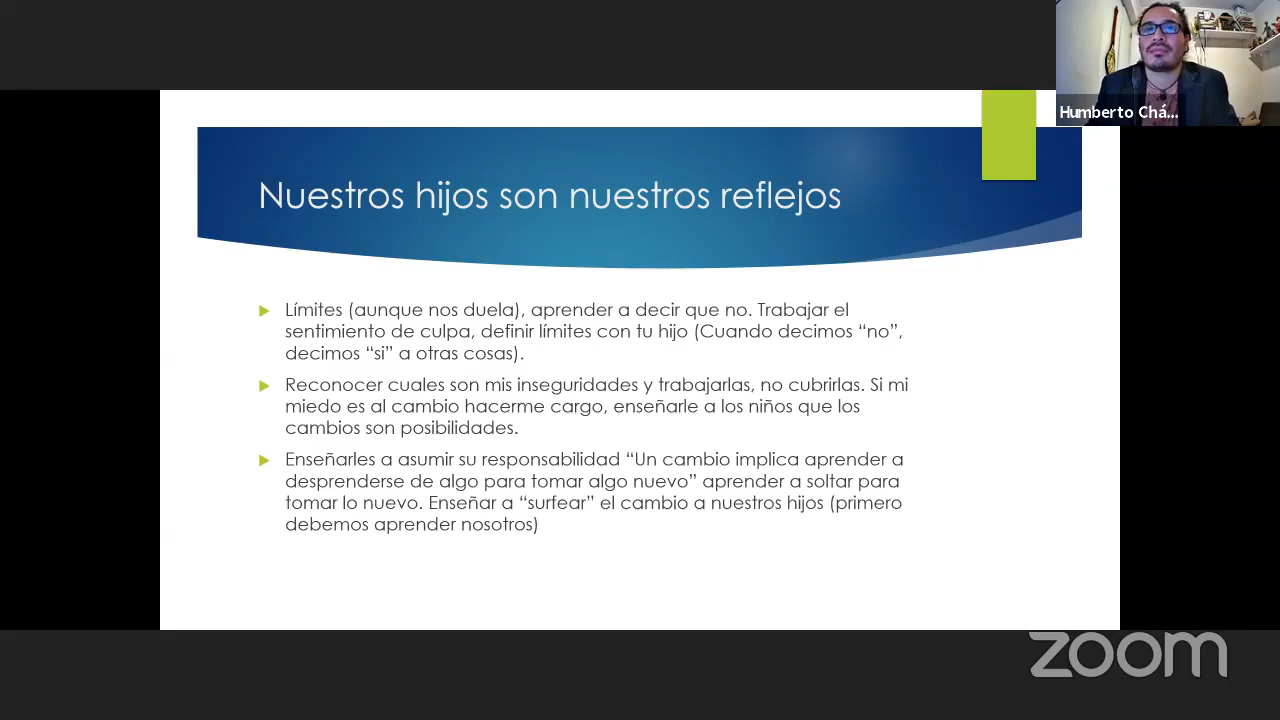 Humberto Chá...
Nuestros hijos son nuestros reflejos
Límites (aunque nos duela), aprender a decir que no. Trabajar el
sentimiento de culpa, definir límites con tu hijo (Cuando decimos “no”,
decimos “si” a otras cosas).
Reconocer cuales son mis inseguridades y trabajarlas, no cubrirlas. Si mi
miedo es al cambio hacerme cargo, enseñarle a los niños que los
cambios son posibilidades.
Enseñarles a asumir su responsabilidad “Un cambio implica aprender a
desprenderse de algo para tomar algo nuevo” aprender a soltar para
tomar lo nuevo. Enseñar a “surfear” el cambio a nuestros hijos (primero
debemos aprender nosotros)
zoom